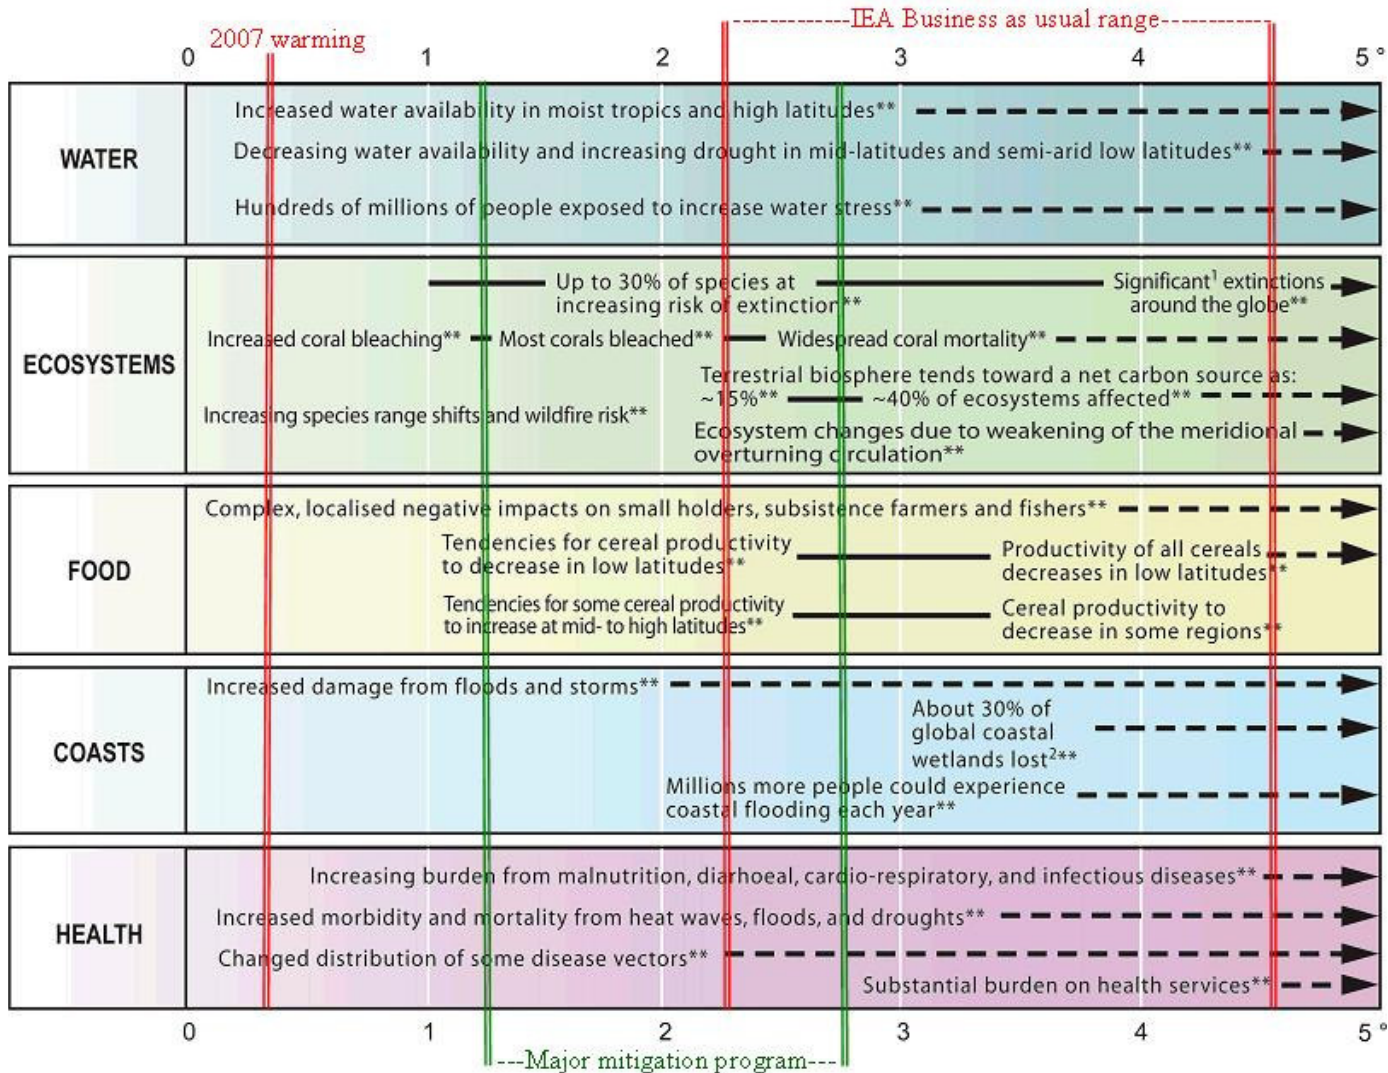 -----------IEA Business as usual range-----------
2007 warming
0 1 2 3 4 5 °
WATER
Increased water availability in moist tropics and high latitudes**
Decreasing water availability and increasing drought in mid-latitudes and semi-arid low latitudes**
Hundreds of millions of people exposed to increase water stress**
ECOSYSTEMS
Up to 30% of species at
increasing risk of extinction**
Significant¹ extinctions
around the globe**
Increased coral bleaching** Most corals bleached** Widespread coral mortality**
Terrestrial biosphere tends toward a net carbon source as:
~15%** ~40% of ecosystems affected**
Increasing species range shifts and wildfire risk**
Ecosystem changes due to weakening of the meridional
overturning circulation**
FOOD
Complex, localised negative impacts on small holders, subsistence farmers and fishers**
Tendencies for cereal productivity
to decrease in low latitudes**
Productivity of all cereals
decreases in low latitudes**
Tendencies for some cereal productivity
to increase at mid- to high latitudes**
Cereal productivity to
decrease in some regions**
COASTS
Increased damage from floods and storms**
About 30% of
global coastal
wetlands lost²**
Millions more people could experience
coastal flooding each year**
HEALTH
Increasing burden from malnutrition, diarhoeal, cardio-respiratory, and infectious diseases**
Increased morbidity and mortality from heat waves, floods, and droughts**
Changed distribution of some disease vectors**
Substantial burden on health services**
0 1 2 3 4 5 °
---Major mitigation program---